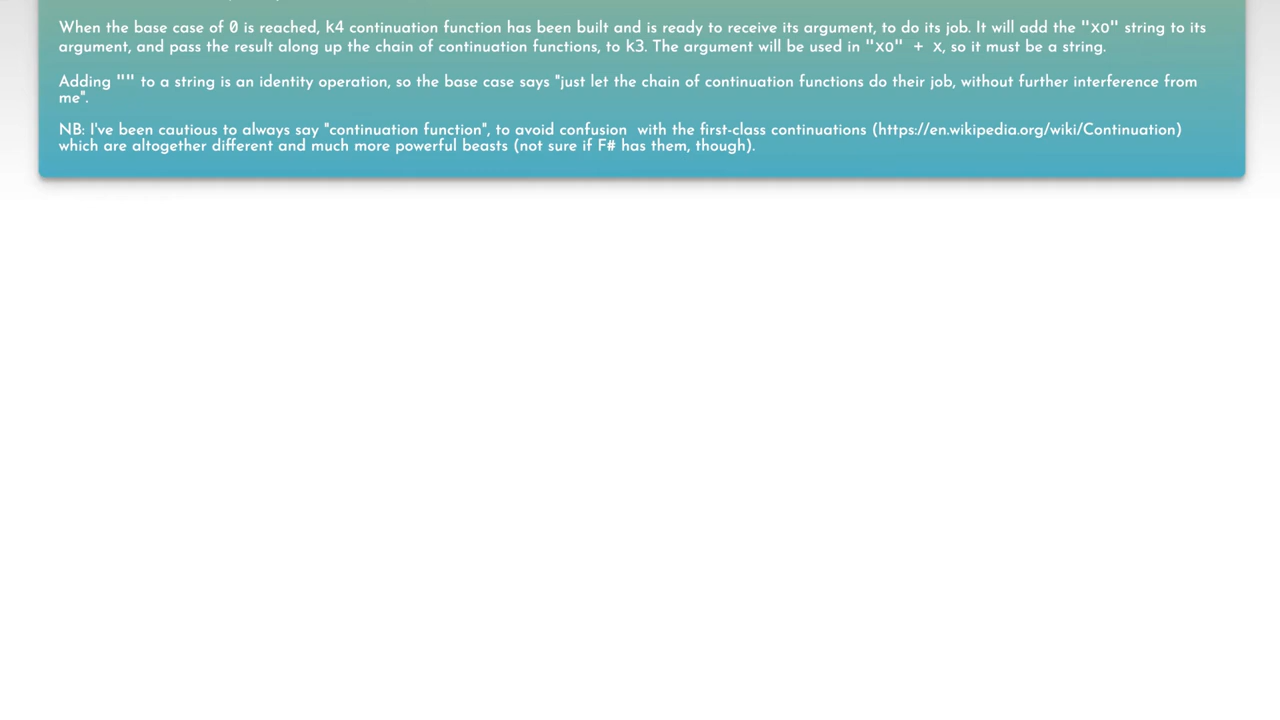 When the base case of 0 is reached, k4 continuation function has been built and is ready to receive its argument, to do its job. It will add the "xo" string to its
argument, and pass the result along up the chain of continuation functions, to k3. The argument will be used in "xo" + x, so it must be a string.
Adding "" to a string is an identity operation, so the base case says "just let the chain of continuation functions do their job, without further interference from
me".
NB: I've been cautious to always say "continuation function", to avoid confusion  with the first-class continuations (https://en.wikipedia.org/wiki/Continuation)
which are altogether different and much more powerful beasts (not sure if F# has them, though).